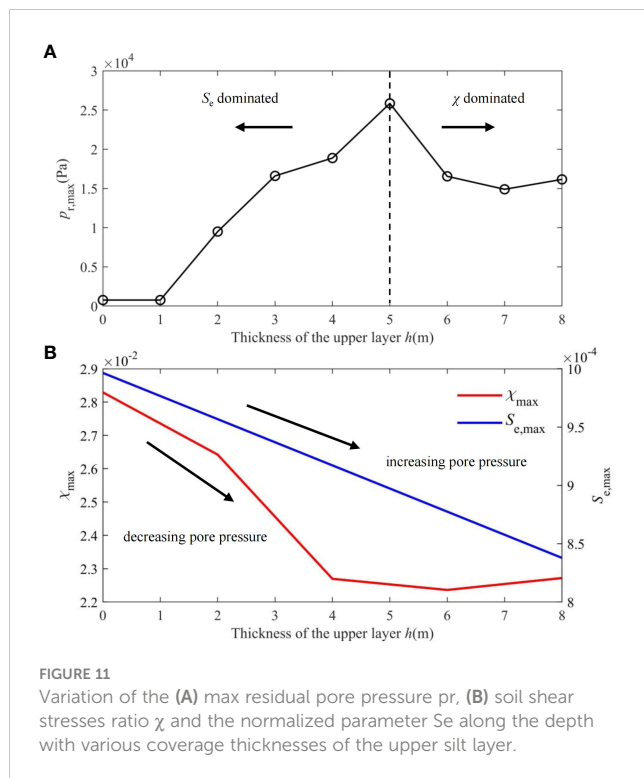 A
×10⁴
3
2.5
2
1.5
1
0.5
0
p_r,max(Pa)
S_e dominated
χ dominated
0 1 2 3 4 5 6 7 8
Thickness of the upper layer h(m)
B
×10⁻²
2.9
2.8
2.7
2.6
2.5
2.4
2.3
2.2
χ_max
×10⁻⁴
10
9.5
9
8.5
8
S_e,max
χ_max
S_e,max
increasing pore pressure
decreasing pore pressure
0 1 2 3 4 5 6 7 8
Thickness of the upper layer h(m)
FIGURE 11
Variation of the (A) max residual pore pressure pr, (B) soil shear
stresses ratio χ and the normalized parameter Se along the depth
with various coverage thicknesses of the upper silt layer.